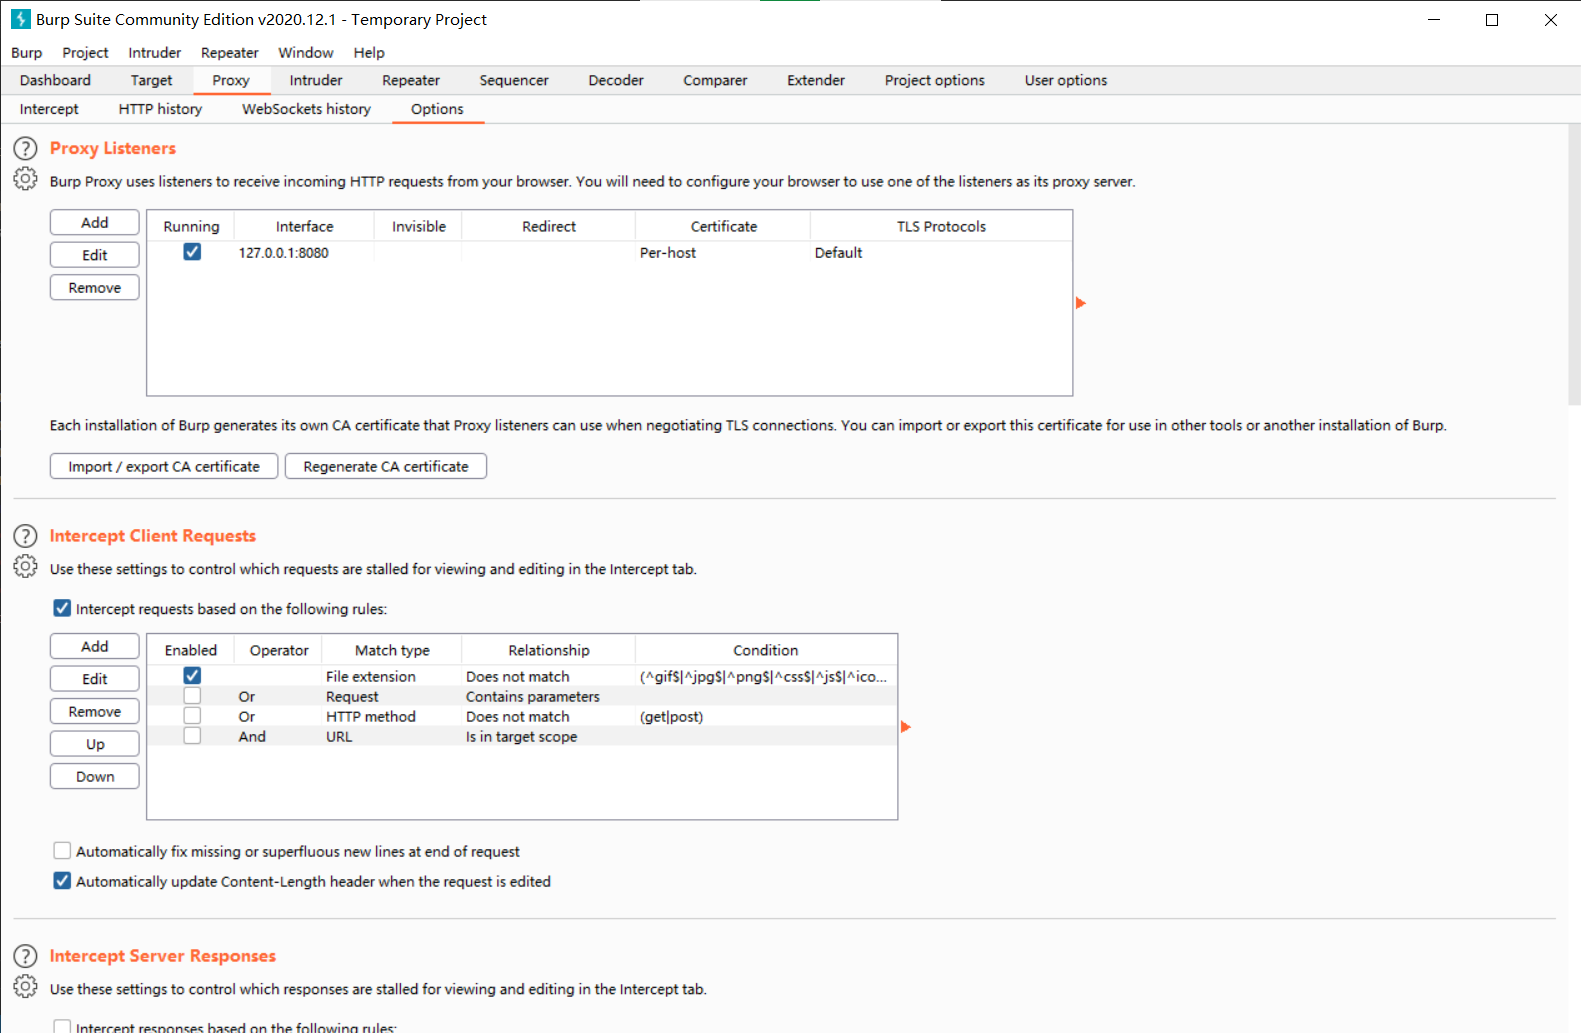 Burp Suite Community Edition v2020.12.1 - Temporary Project
Burp Project Intruder Repeater Window Help
Dashboard Target Proxy Intruder Repeater Sequencer Decoder Comparer Extender Project options User options
Intercept HTTP history WebSockets history Options
Proxy Listeners
Burp Proxy uses listeners to receive incoming HTTP requests from your browser. You will need to configure your browser to use one of the listeners as its proxy server.
Add
Edit
Remove
Running Interface Invisible Redirect Certificate TLS Protocols
127.0.0.1:8080 Per-host Default
Each installation of Burp generates its own CA certificate that Proxy listeners can use when negotiating TLS connections. You can import or export this certificate for use in other tools or another installation of Burp.
Import / export CA certificate Regenerate CA certificate
Intercept Client Requests
Use these settings to control which requests are stalled for viewing and editing in the Intercept tab.
Intercept requests based on the following rules:
Add
Edit
Remove
Up
Down
Enabled Operator Match type Relationship Condition
File extension Does not match (^gif$|^jpg$|^png$|^css$|^js$|^ico...
Or Request Contains parameters
Or HTTP method Does not match (get|post)
And URL Is in target scope
Automatically fix missing or superfluous new lines at end of request
Automatically update Content-Length header when the request is edited
Intercept Server Responses
Use these settings to control which responses are stalled for viewing and editing in the Intercept tab.
Intercept responses based on the following rules: